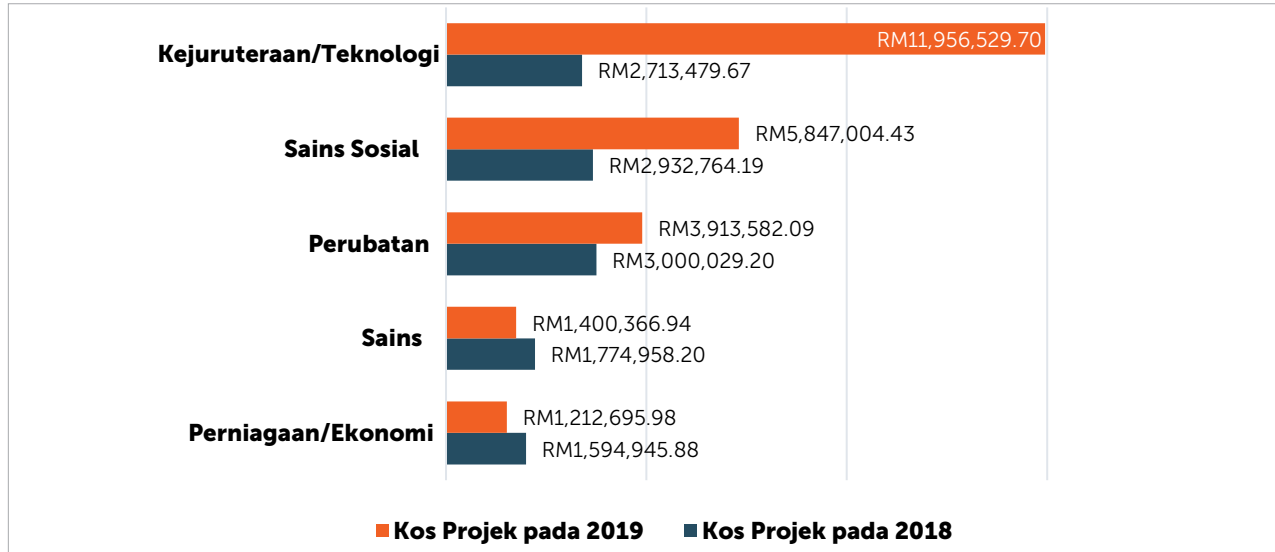 Kejuruteraan/Teknologi
RM11,956,529.70
RM2,713,479.67
Sains Sosial
RM5,847,004.43
RM2,932,764.19
Perubatan
RM3,913,582.09
RM3,000,029.20
Sains
RM1,400,366.94
RM1,774,958.20
Perniagaan/Ekonomi
RM1,212,695.98
RM1,594,945.88
Kos Projek pada 2019 Kos Projek pada 2018